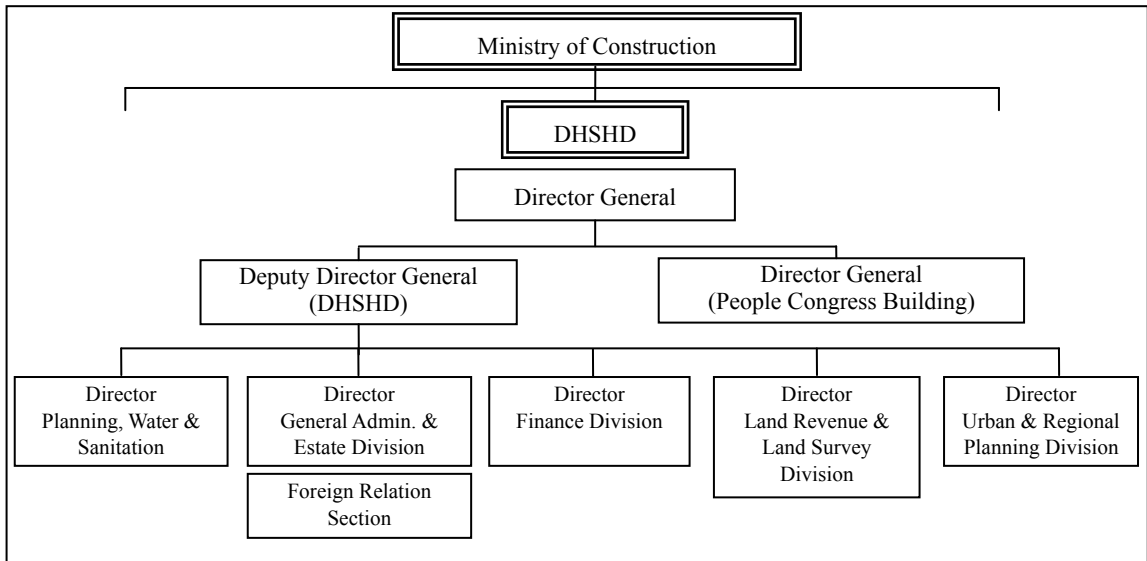 Ministry of Construction
DHSHD
Director General
Deputy Director General
(DHSHD)
Director General
(People Congress Building)
Director
Planning, Water &
Sanitation
Director
General Admin. &
Estate Division
Director
Finance Division
Director
Land Revenue &
Land Survey
Division
Director
Urban & Regional
Planning Division
Foreign Relation
Section